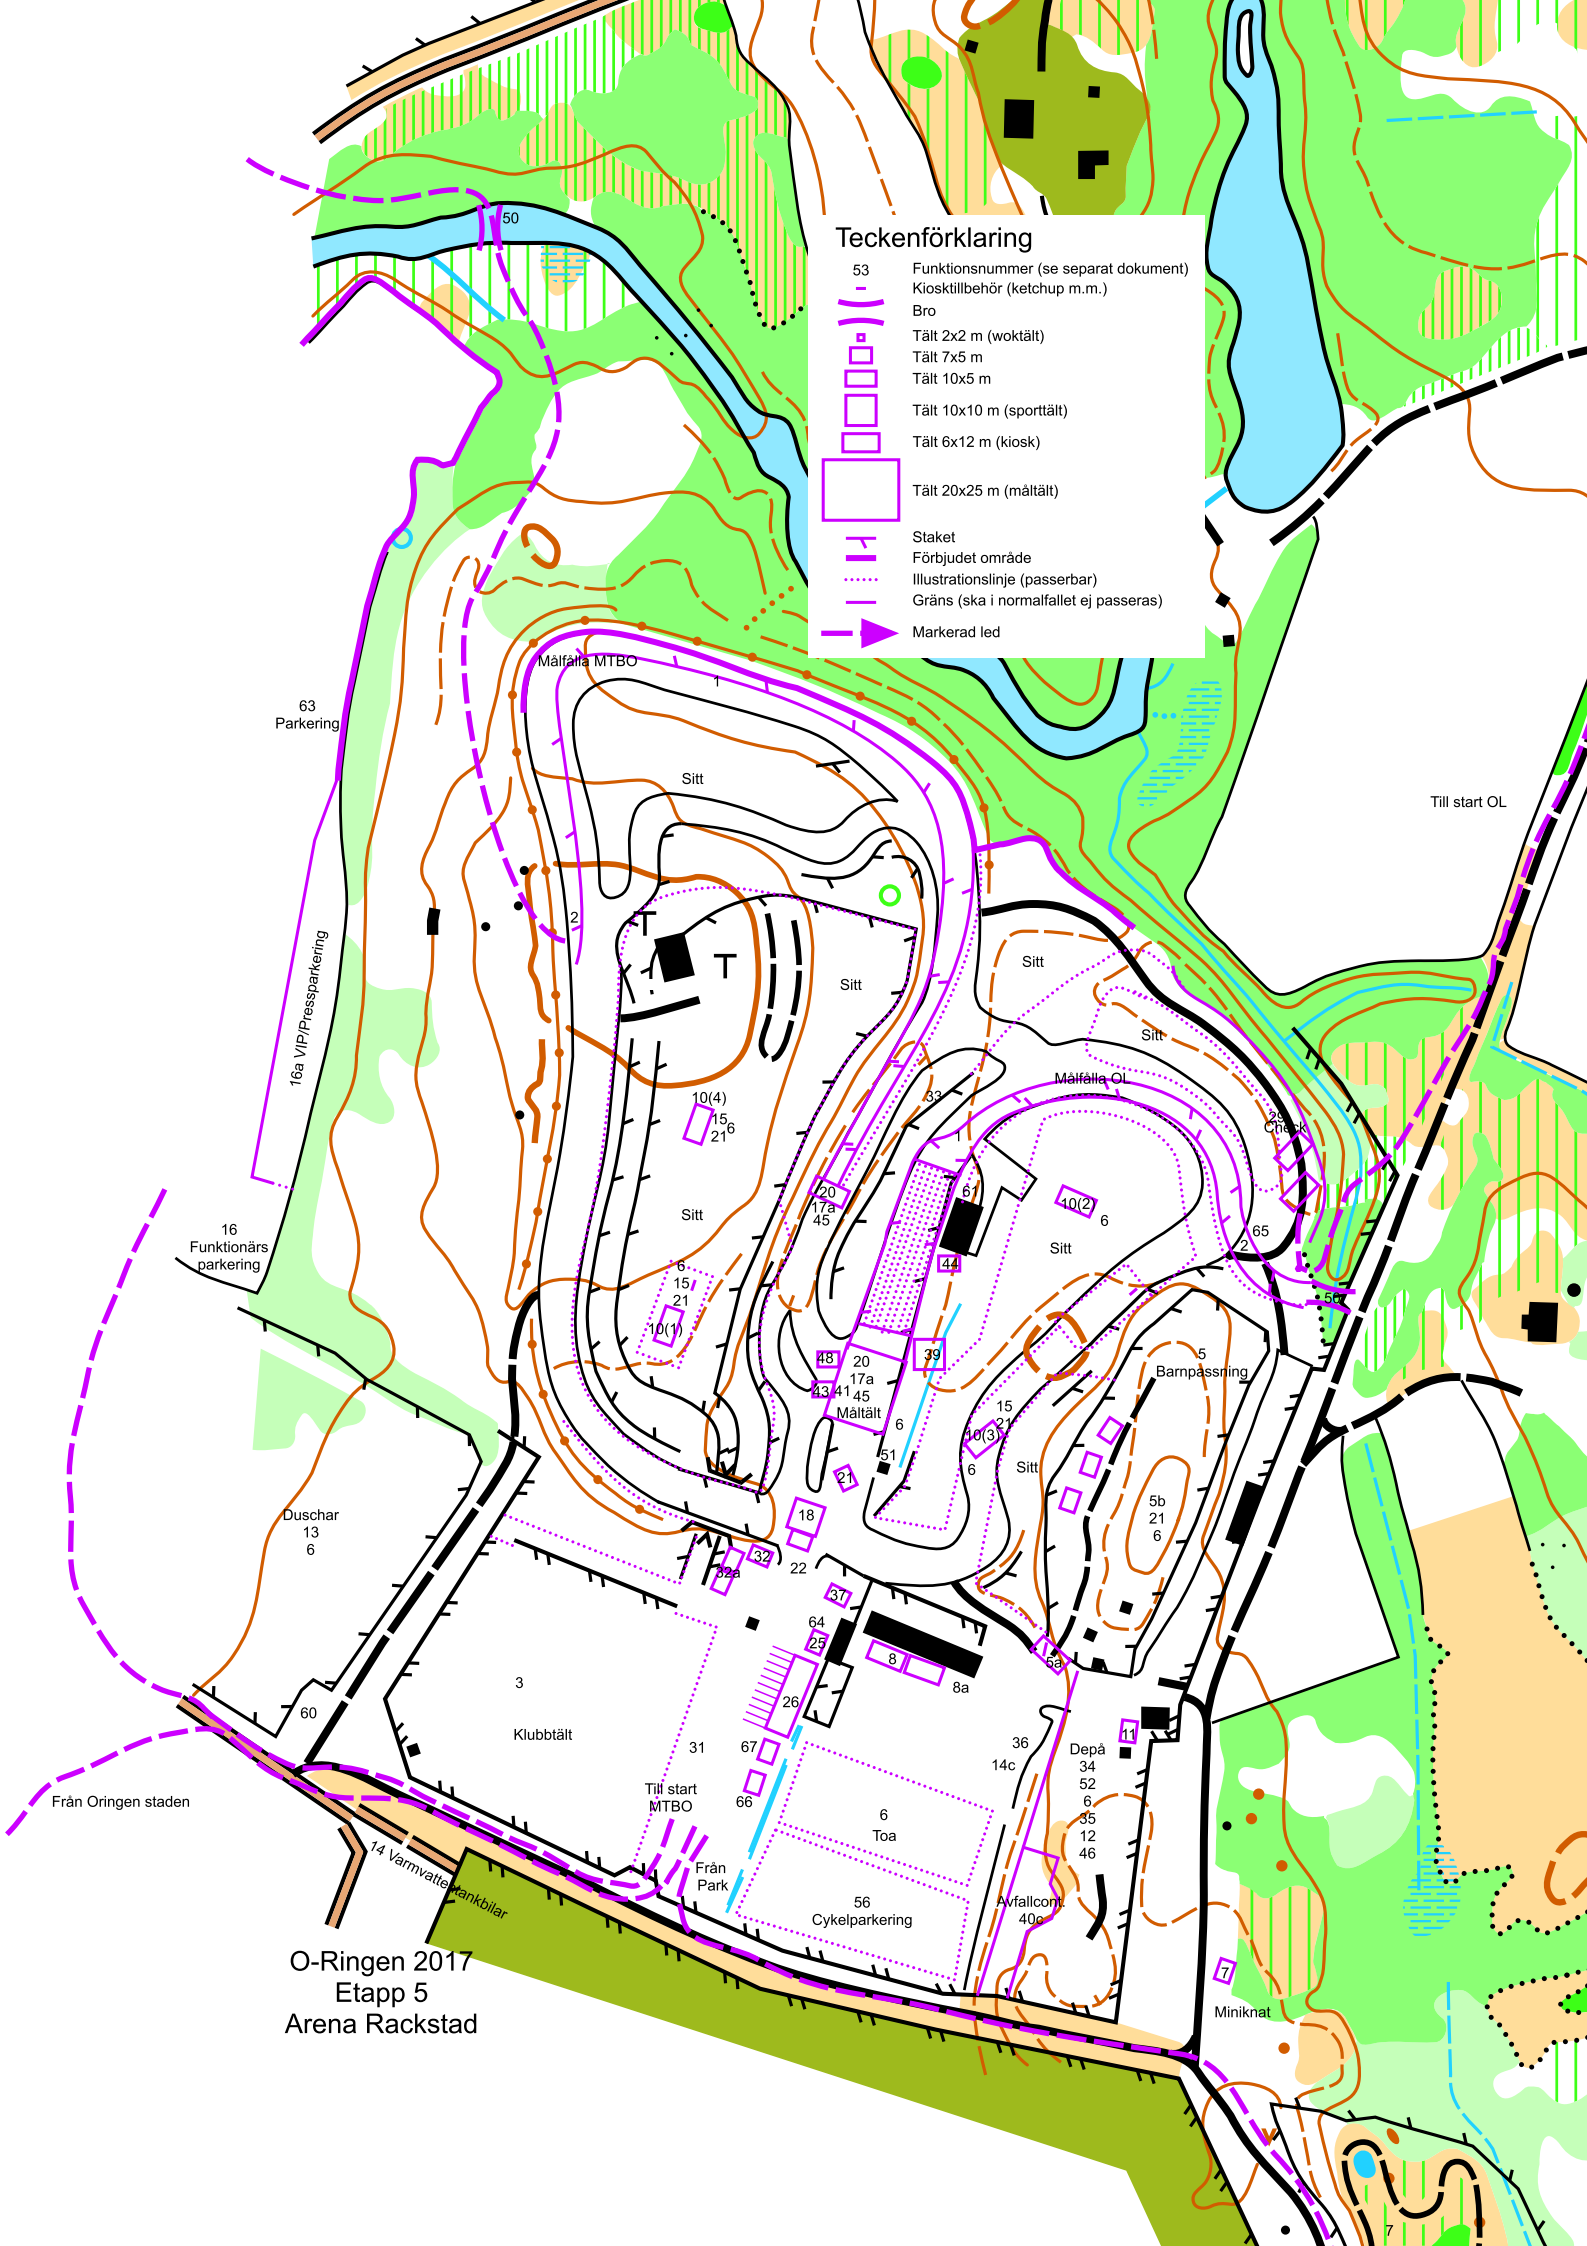 50
Teckenförklaring
53 Funktionsnummer (se separat dokument)
Kiosktillbehör (ketchup m.m.)
Bro
Tält 2x2 m (woktält)
Tält 7x5 m
Tält 10x5 m
Tält 10x10 m (sporttält)
Tält 6x12 m (kiosk)
Tält 20x25 m (måltält)
Staket
Förbjudet område
Illustrationslinje (passerbar)
Gräns (ska i normalfallet ej passeras)
Markerad led
Målfålla MTBO
1
63
Parkering
Sitt
Till start OL
2
16a VIP/Pressparkering
Sitt
Sitt
Sitt
Målfålla OL
33
10(4)
15
6
21
29
Check
1
20
17a
45
61
10(2)
6
Sitt
Sitt
65
2
16
Funktionärs
parkering
44
6
15
21
10(1)
50
48
20
17a
45
Måltält
43
41
39
5
Barnpassning
6
15
21
10(3)
51
6
Sitt
21
5b
21
6
Duschar
13
6
18
32
22
32a
37
64
25
8
8a
5a
3
60
26
11
Klubbtält
31
67
36
14c
Depå
34
52
6
35
12
46
Till start
MTBO
66
Från Oringen staden
6
Toa
14 Varmvattentankbilar
Från
Park
56
Cykelparkering
Avfallcont.
40c
O-Ringen 2017
Etapp 5
Arena Rackstad
7
Miniknat
7